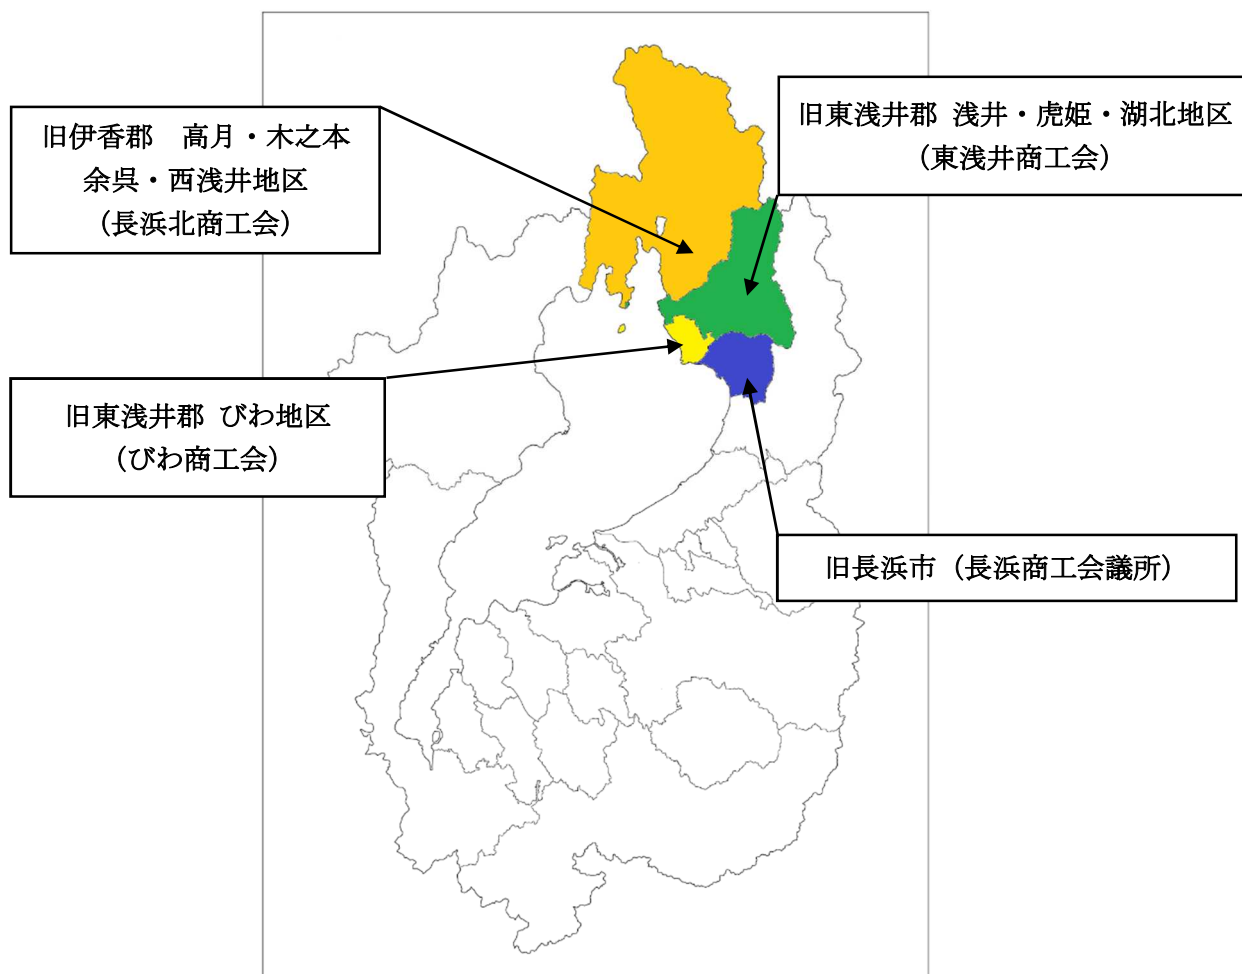 旧伊香郡　高月・木之本
余呉・西浅井地区
（長浜北商工会）
旧東浅井郡 浅井・虎姫・湖北地区
（東浅井商工会）
旧東浅井郡 びわ地区
（びわ商工会）
旧長浜市（長浜商工会議所）